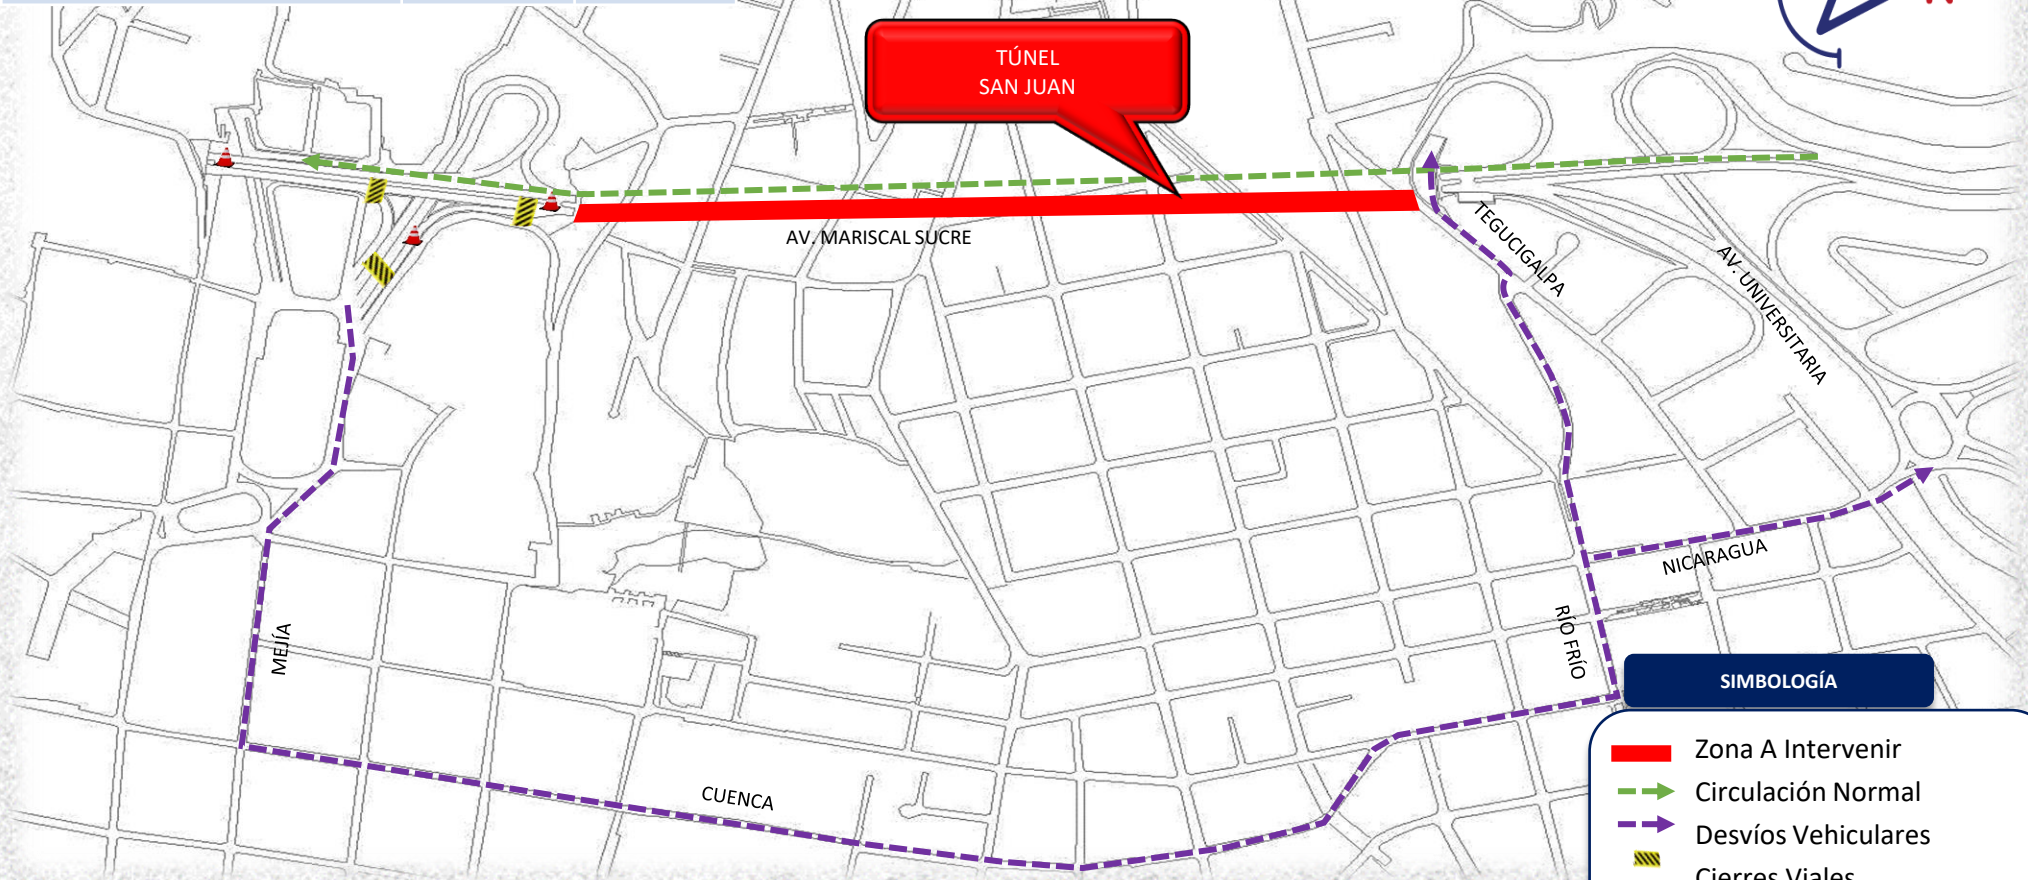 TÚNEL
SAN JUAN
AV. MARISCAL SUCRE
TEGUCIGALPA
AV. UNIVERSITARIA
NICARAGUA
RÍO FRÍO
MEJÍA
CUENCA
SIMBOLOGÍA
Zona A Intervenir
Circulación Normal
Desvíos Vehiculares
Cierres Viales